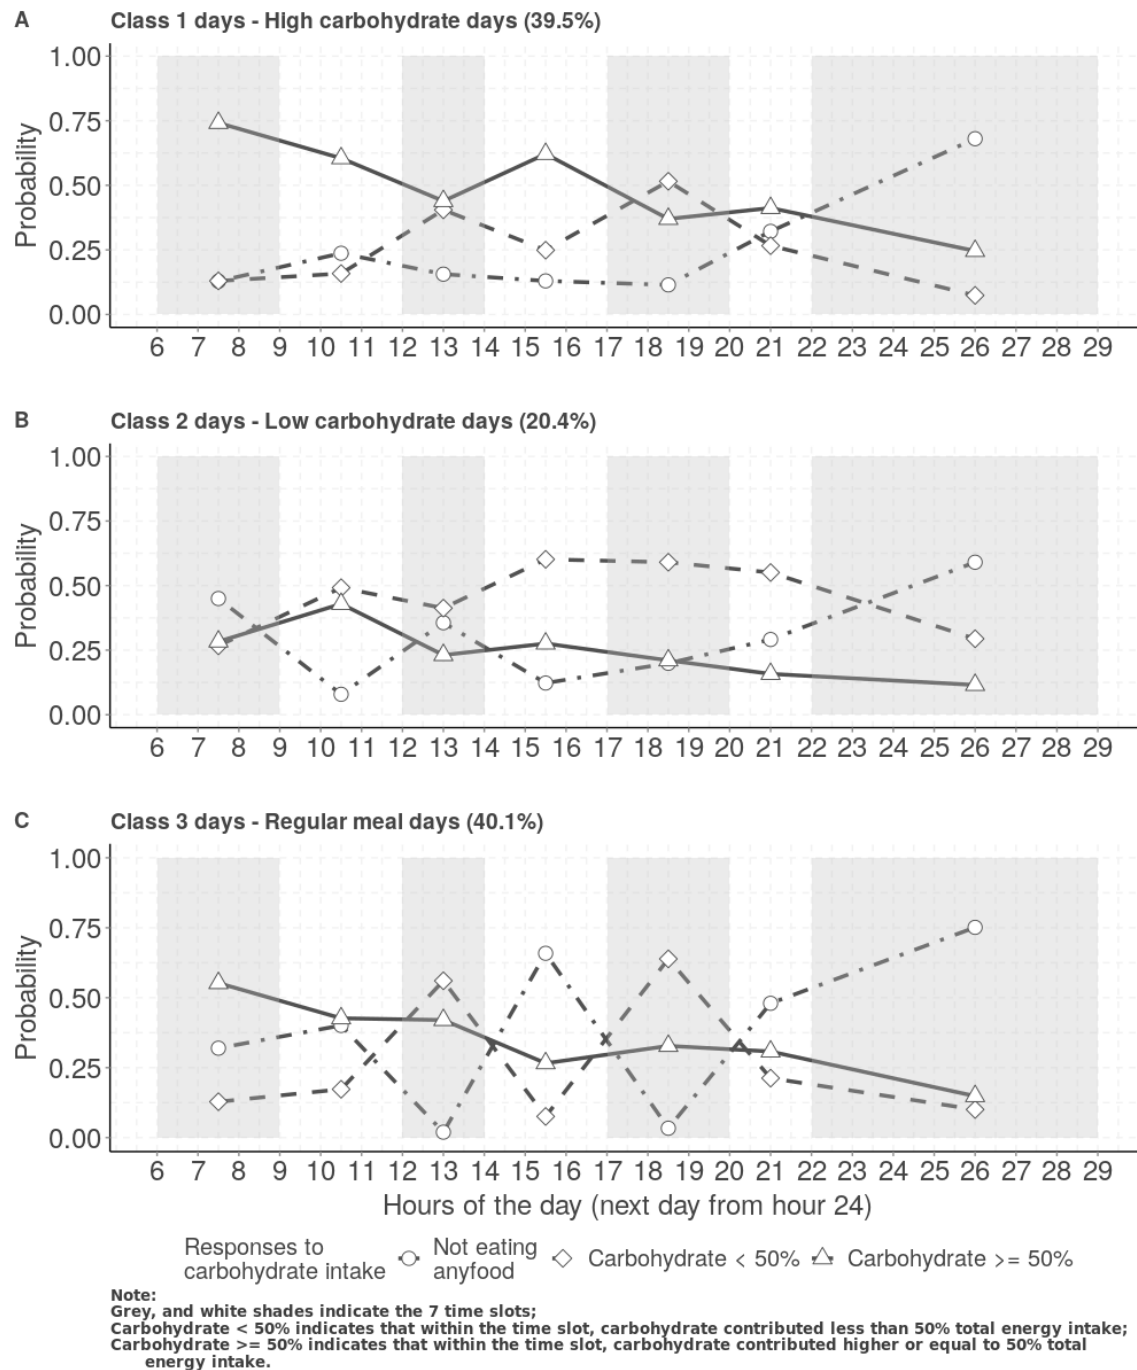 A Class 1 days - High carbohydrate days (39.5%)
1.00
0.75
0.50
0.25
0.00
Probability
6 7 8 9 10 11 12 13 14 15 16 17 18 19 20 21 22 23 24 25 26 27 28 29
B Class 2 days - Low carbohydrate days (20.4%)
1.00
0.75
0.50
0.25
0.00
Probability
6 7 8 9 10 11 12 13 14 15 16 17 18 19 20 21 22 23 24 25 26 27 28 29
C Class 3 days - Regular meal days (40.1%)
1.00
0.75
0.50
0.25
0.00
Probability
6 7 8 9 10 11 12 13 14 15 16 17 18 19 20 21 22 23 24 25 26 27 28 29
Hours of the day (next day from hour 24)
Responses to
carbohydrate intake
Not eating
anyfood
Carbohydrate < 50%
Carbohydrate >= 50%
Note:
Grey, and white shades indicate the 7 time slots;
Carbohydrate < 50% indicates that within the time slot, carbohydrate contributed less than 50% total energy intake;
Carbohydrate >= 50% indicates that within the time slot, carbohydrate contributed higher or equal to 50% total
energy intake.